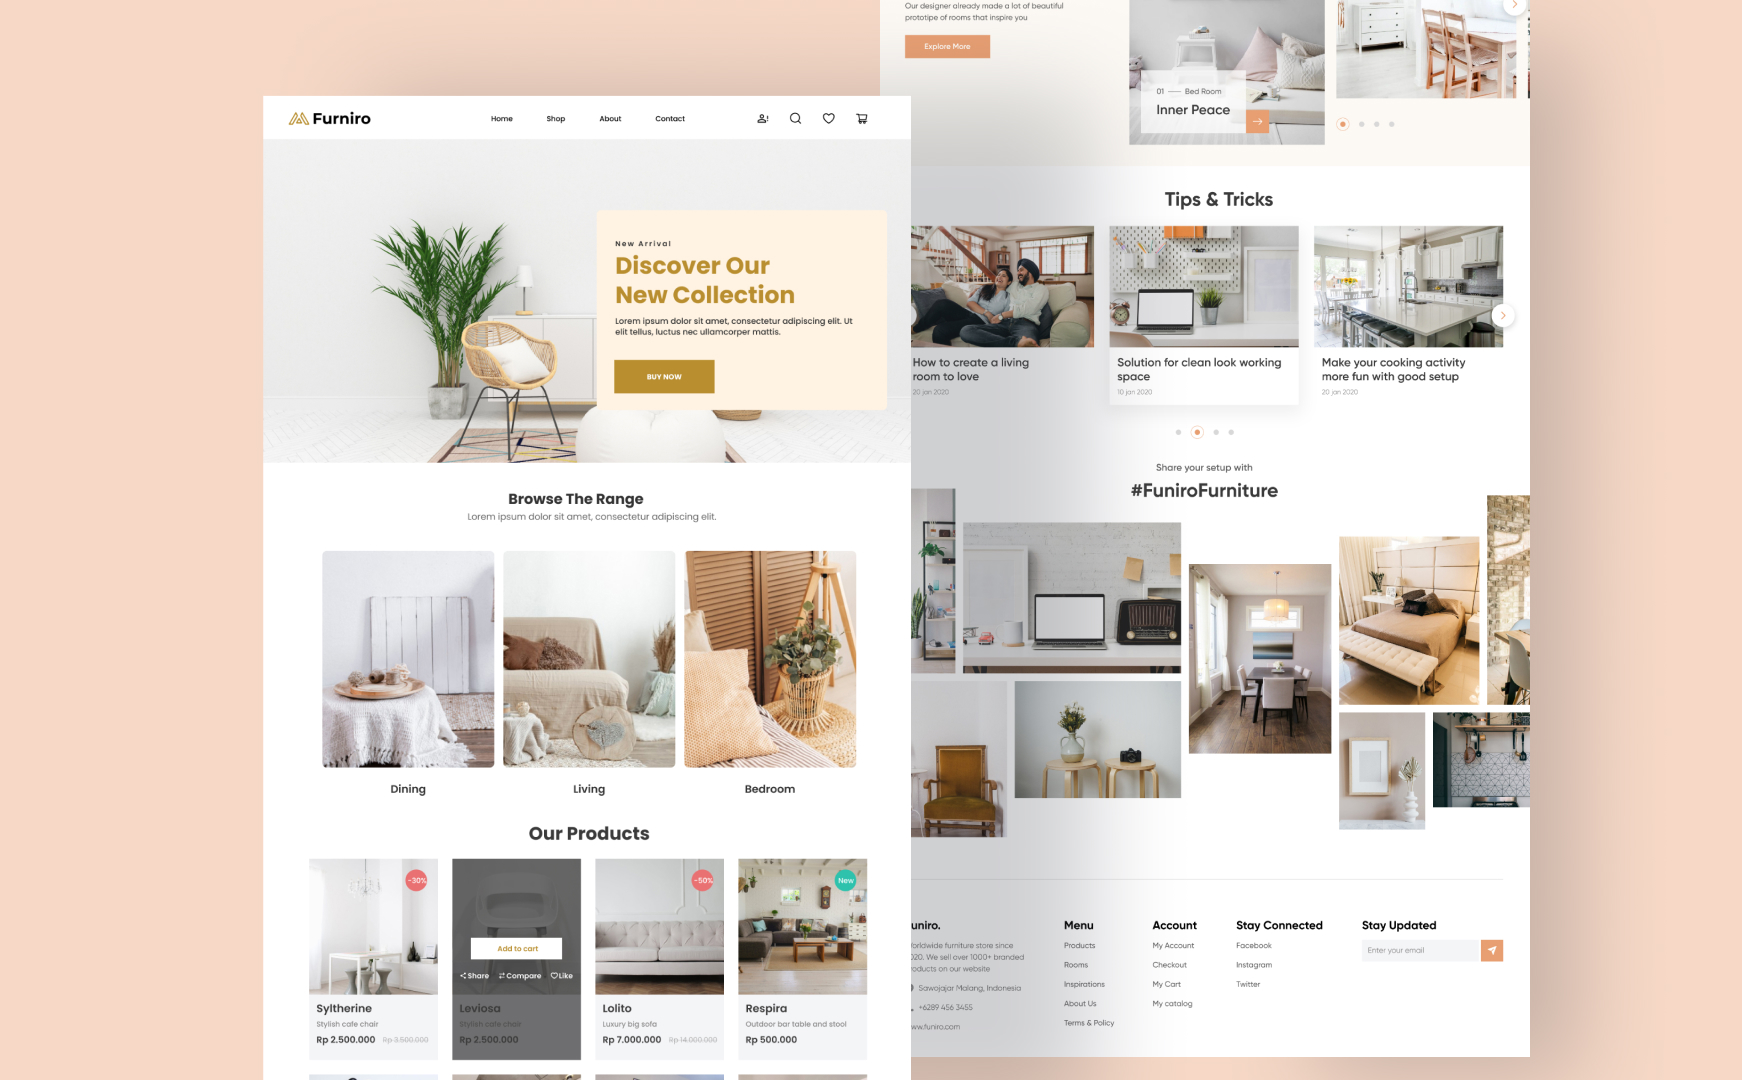 Furniro
Home
Shop
About
Contact
New Arrival
Discover Our
New Collection
Lorem ipsum dolor sit amet, consectetur adipiscing elit. Ut
elit tellus, luctus nec ullamcorper mattis.
BUY NOW
Browse The Range
Lorem ipsum dolor sit amet, consectetur adipiscing elit.
Dining
Living
Bedroom
Our Products
-30%
Syltherine
Stylish cafe chair
Rp 2.500.000 Rp 3.500.000
Add to cart
Share
Compare
Like
Leviosa
Stylish cafe chair
Rp 2.500.000
-50%
Lolito
Luxury big sofa
Rp 7.000.000 Rp 14.000.000
New
Respira
Outdoor bar table and stool
Rp 500.000
Our designer already made a lot of beautiful
prototipe of rooms that inspire you
Explore More
01 — Bed Room
Inner Peace
Tips & Tricks
How to create a living
room to love
20 jan 2020
Solution for clean look working
space
10 jan 2020
Make your cooking activity
more fun with good setup
20 jan 2020
Share your setup with
#FuniroFurniture
uniro.
orldwide furniture store since
020. We sell over 1000+ branded
oducts on our website
Sawojajar Malang, Indonesia
+6289 456 3455
ww.funiro.com
Menu
Products
Rooms
Inspirations
About Us
Terms & Policy
Account
My Account
Checkout
My Cart
My catalog
Stay Connected
Facebook
Instagram
Twitter
Stay Updated
Enter your email